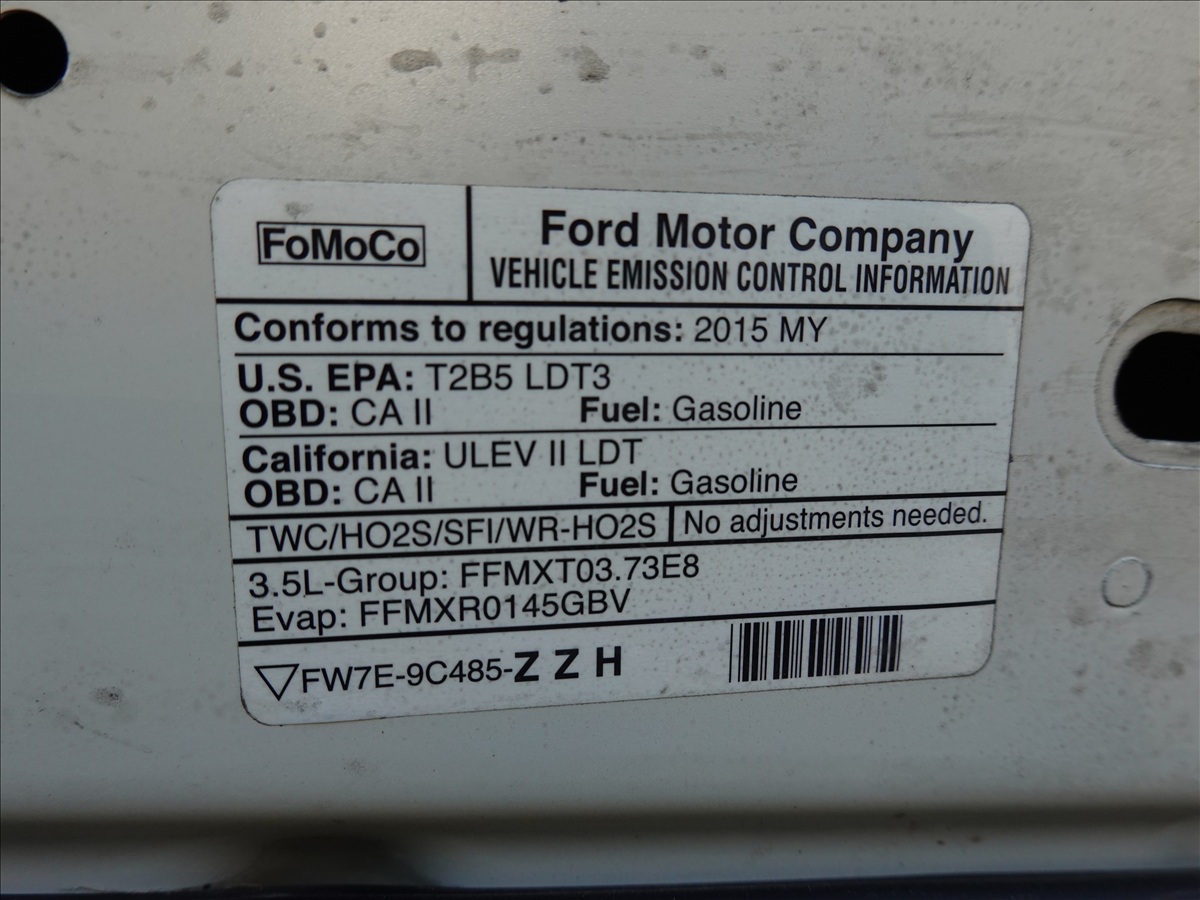 FoMoCo
Ford Motor Company
VEHICLE EMISSION CONTROL INFORMATION
Conforms to regulations: 2015 MY
U.S. EPA: T2B5 LDT3
OBD: CA II Fuel: Gasoline
California: ULEV II LDT
OBD: CA II Fuel: Gasoline
TWC/HO2S/SFI/WR-HO2S No adjustments needed.
3.5L-Group: FFMXT03.73E8
Evap: FFMXR0145GBV
FW7E-9C485-Z Z H